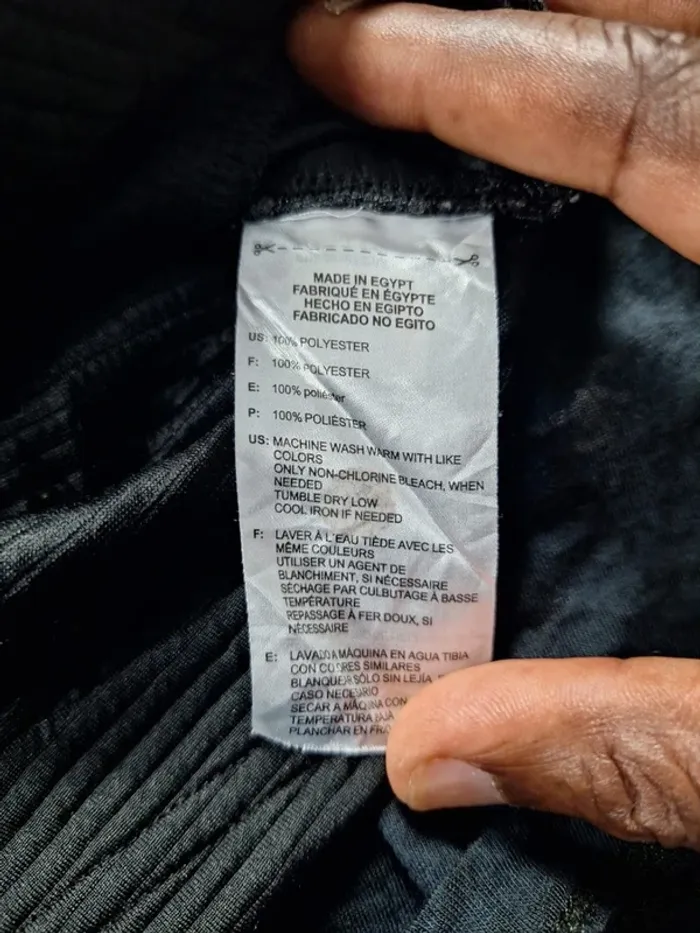 MADE IN EGYPT
FABRIQUÉ EN ÉGYPTE
HECHO EN EGIPTO
FABRICADO NO EGITO
US: 100% POLYESTER
F: 100% POLYESTER
E: 100% poliéster
P: 100% POLIÉSTER
US: MACHINE WASH WARM WITH LIKE
COLORS
ONLY NON-CHLORINE BLEACH, WHEN
NEEDED
TUMBLE DRY LOW
COOL IRON IF NEEDED
F: LAVER À L'EAU TIÈDE AVEC LES
MÊME COULEURS
UTILISER UN AGENT DE
BLANCHIMENT, SI NÉCESSAIRE
SÉCHAGE PAR CULBUTAGE À BASSE
TEMPÉRATURE
REPASSAGE À FER DOUX, SI
NÉCESSAIRE
E: LAVADO A MÁQUINA EN AGUA TIBIA
CON COLORES SIMILARES
BLANQUEAR SÓLO SIN LEJÍA
CASO NECESARIO
SECAR A MÁQUINA CON
TEMPERATURA BAJA
PLANCHAR EN